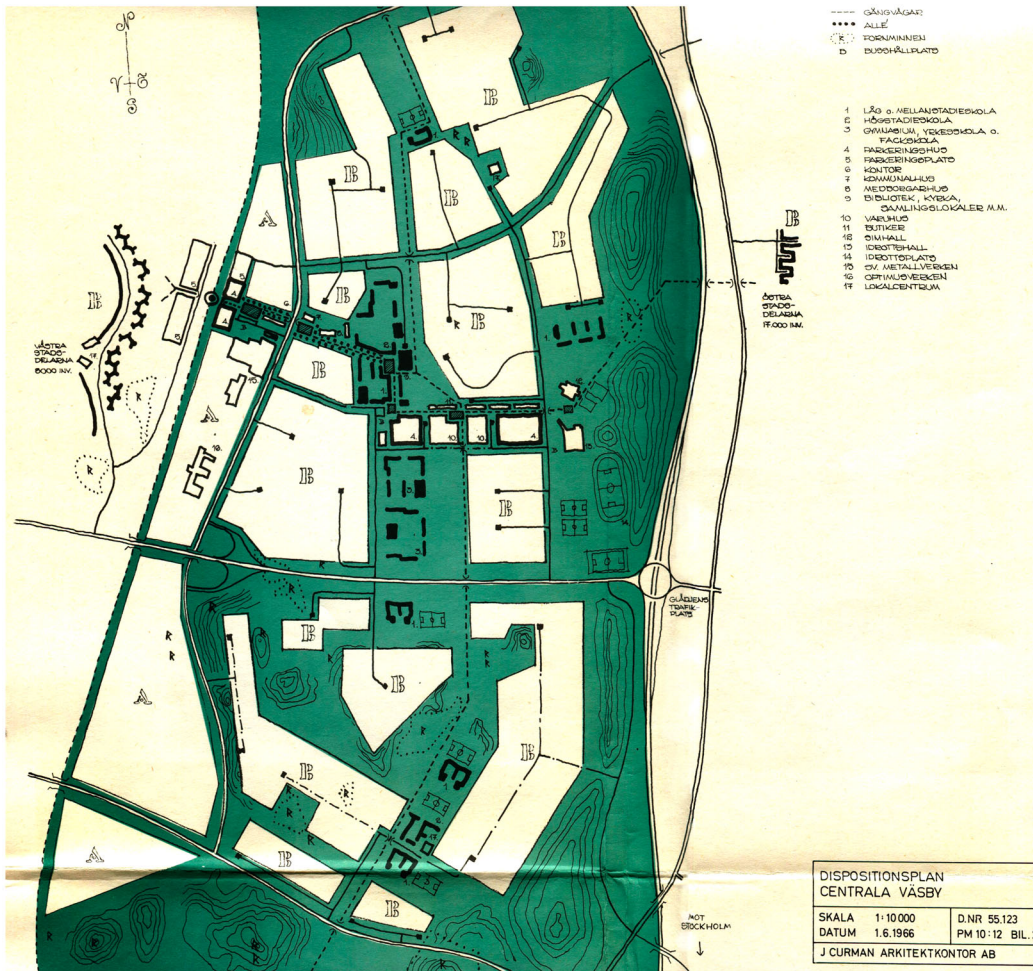 N
V Ö
S
GÅNGVÄGAR
ALLÉ
R FORNMINNEN
B BUSSHÅLLPLATS
1 LÅG o. MELLANSTADIESKOLA
2 HÖGSTADIESKOLA
3 GYMNASIUM, YRKESSKOLA o.
FACKSKOLA
4 PARKERINGSHUS
5 PARKERINGSPLATS
6 KONTOR
7 KOMMUNALHUS
8 MEDBORGARHUS
9 BIBLIOTEK, KYRKA,
SAMLINGSLOKALER M.M.
10 VARUHUS
11 BUTIKER
12 SIMHALL
13 IDROTTSHALL
14 IDROTTSPLATS
15 SV. METALLVERKEN
16 OPTIMUSVERKEN
17 LOKALCENTRUM
B
ÖSTRA
STADS-
DELARNA
17.000 INV.
B
VÄSTRA
STADS-
DELARNA
8000 INV.
17
R
R
B
B
B
B
B
A
B
B
B
A
B
B
GLÄDJENS
TRAFIK-
PLATS
B
B
A
B
B
B
A
B
MOT
STOCKHOLM
DISPOSITIONSPLAN
CENTRALA VÄSBY
SKALA 1:10000 D.NR 55.123
DATUM 1.6.1966 PM 10:12 BIL.
J CURMAN ARKITEKTKONTOR AB